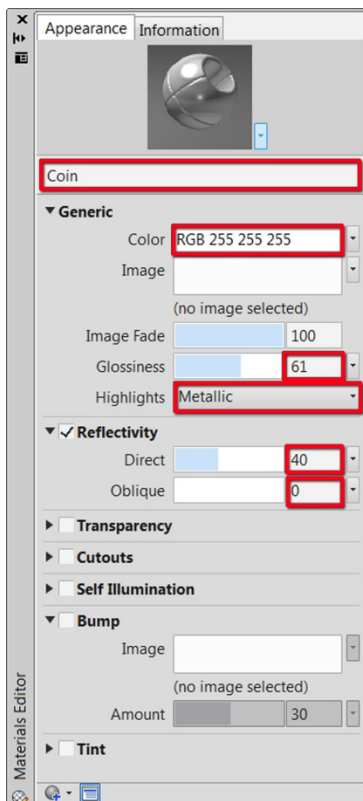 Appearance Information
Coin
Generic
Color RGB 255 255 255
Image
(no image selected)
Image Fade 100
Glossiness 61
Highlights Metallic
Reflectivity
Direct 40
Oblique 0
Transparency
Cutouts
Self Illumination
Bump
Image
(no image selected)
Amount 30
Tint
Materials Editor